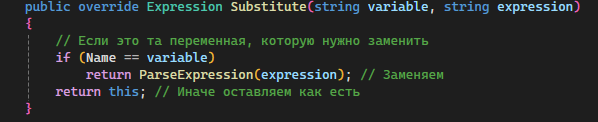 public override Expression Substitute(string variable, string expression)
{
// Если это та переменная, которую нужно заменить
if (Name == variable)
return ParseExpression(expression); // Заменяем
return this; // Иначе оставляем как есть
}